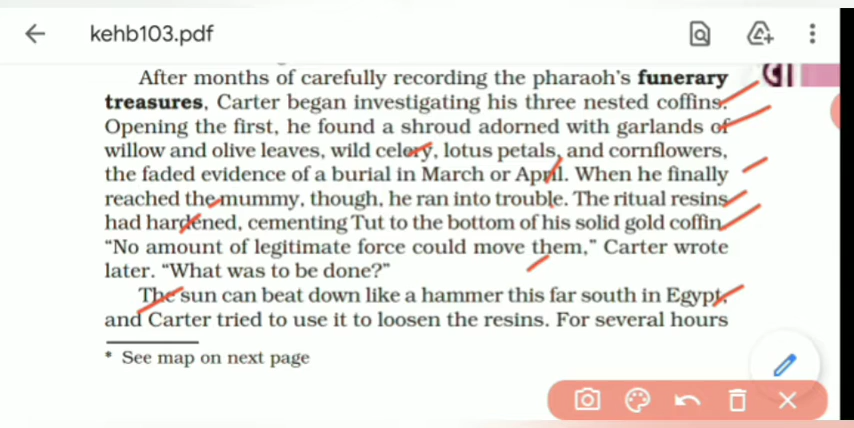 kehb103.pdf
After months of carefully recording the pharaoh's funerary
treasures, Carter began investigating his three nested coffins.
Opening the first, he found a shroud adorned with garlands of
willow and olive leaves, wild celery, lotus petals, and cornflowers,
the faded evidence of a burial in March or April. When he finally
reached the mummy, though, he ran into trouble. The ritual resins
had hardened, cementing Tut to the bottom of his solid gold coffin.
“No amount of legitimate force could move them,” Carter wrote
later. “What was to be done?”
The sun can beat down like a hammer this far south in Egypt,
and Carter tried to use it to loosen the resins. For several hours
* See map on next page